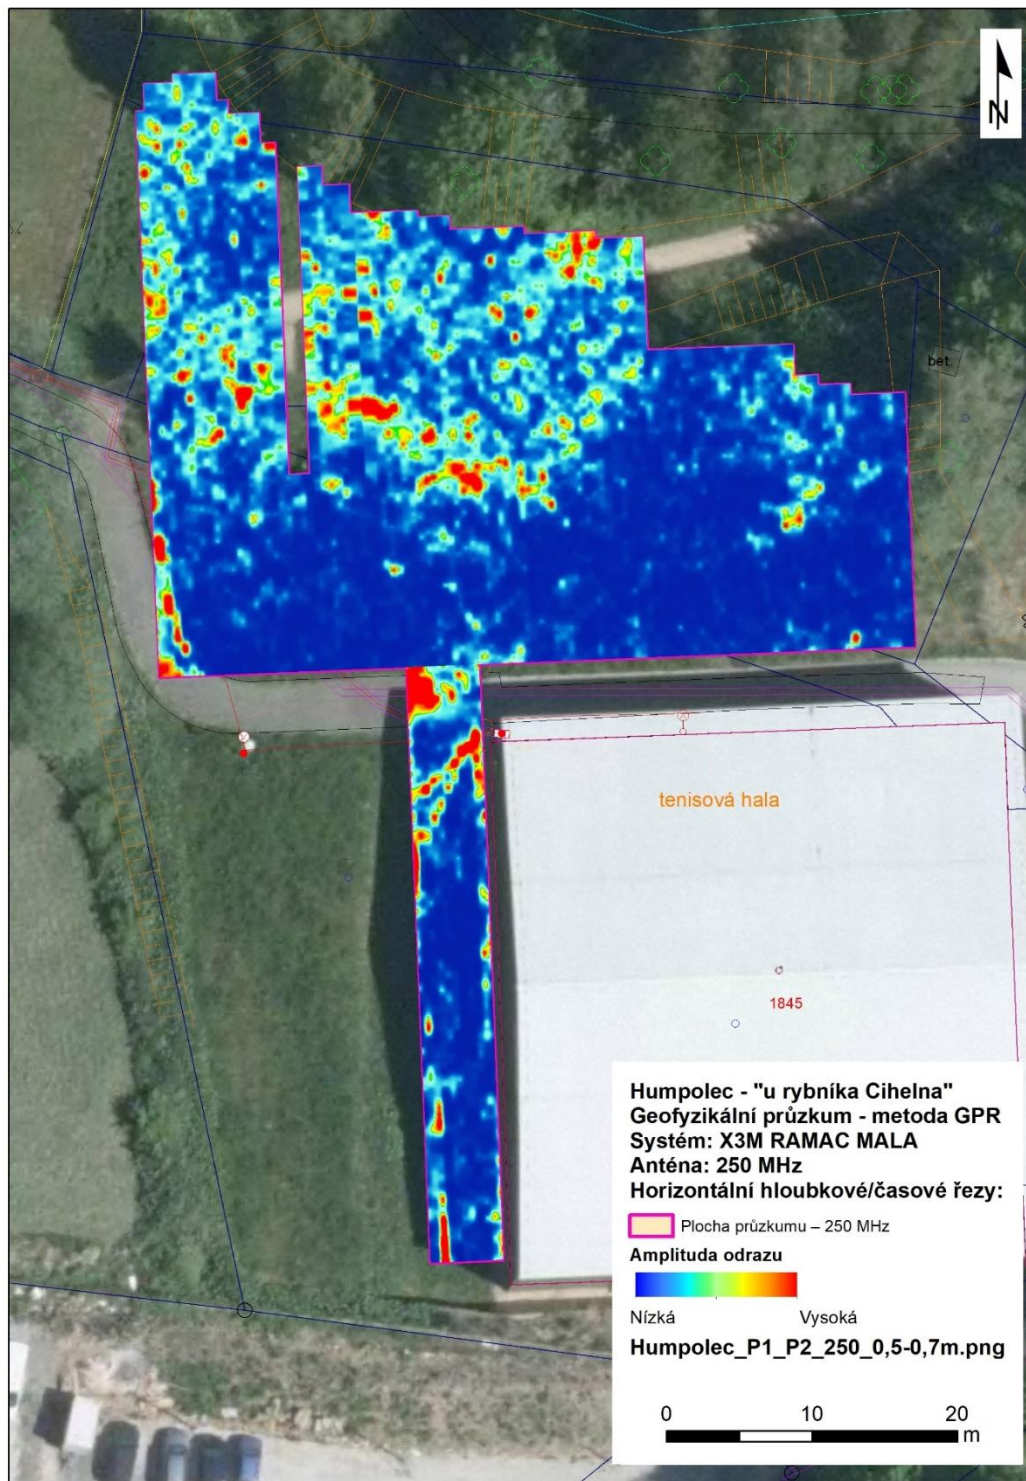 N
bet.
tenisová hala
1845
Humpolec - "u rybníka Cihelna"
Geofyzikální průzkum - metoda GPR
Systém: X3M RAMAC MALA
Anténa: 250 MHz
Horizontální hloubkové/časové řezy:
Plocha průzkumu – 250 MHz
Amplituda odrazu
Nízká Vysoká
Humpolec_P1_P2_250_0,5-0,7m.png
0 10 20
m